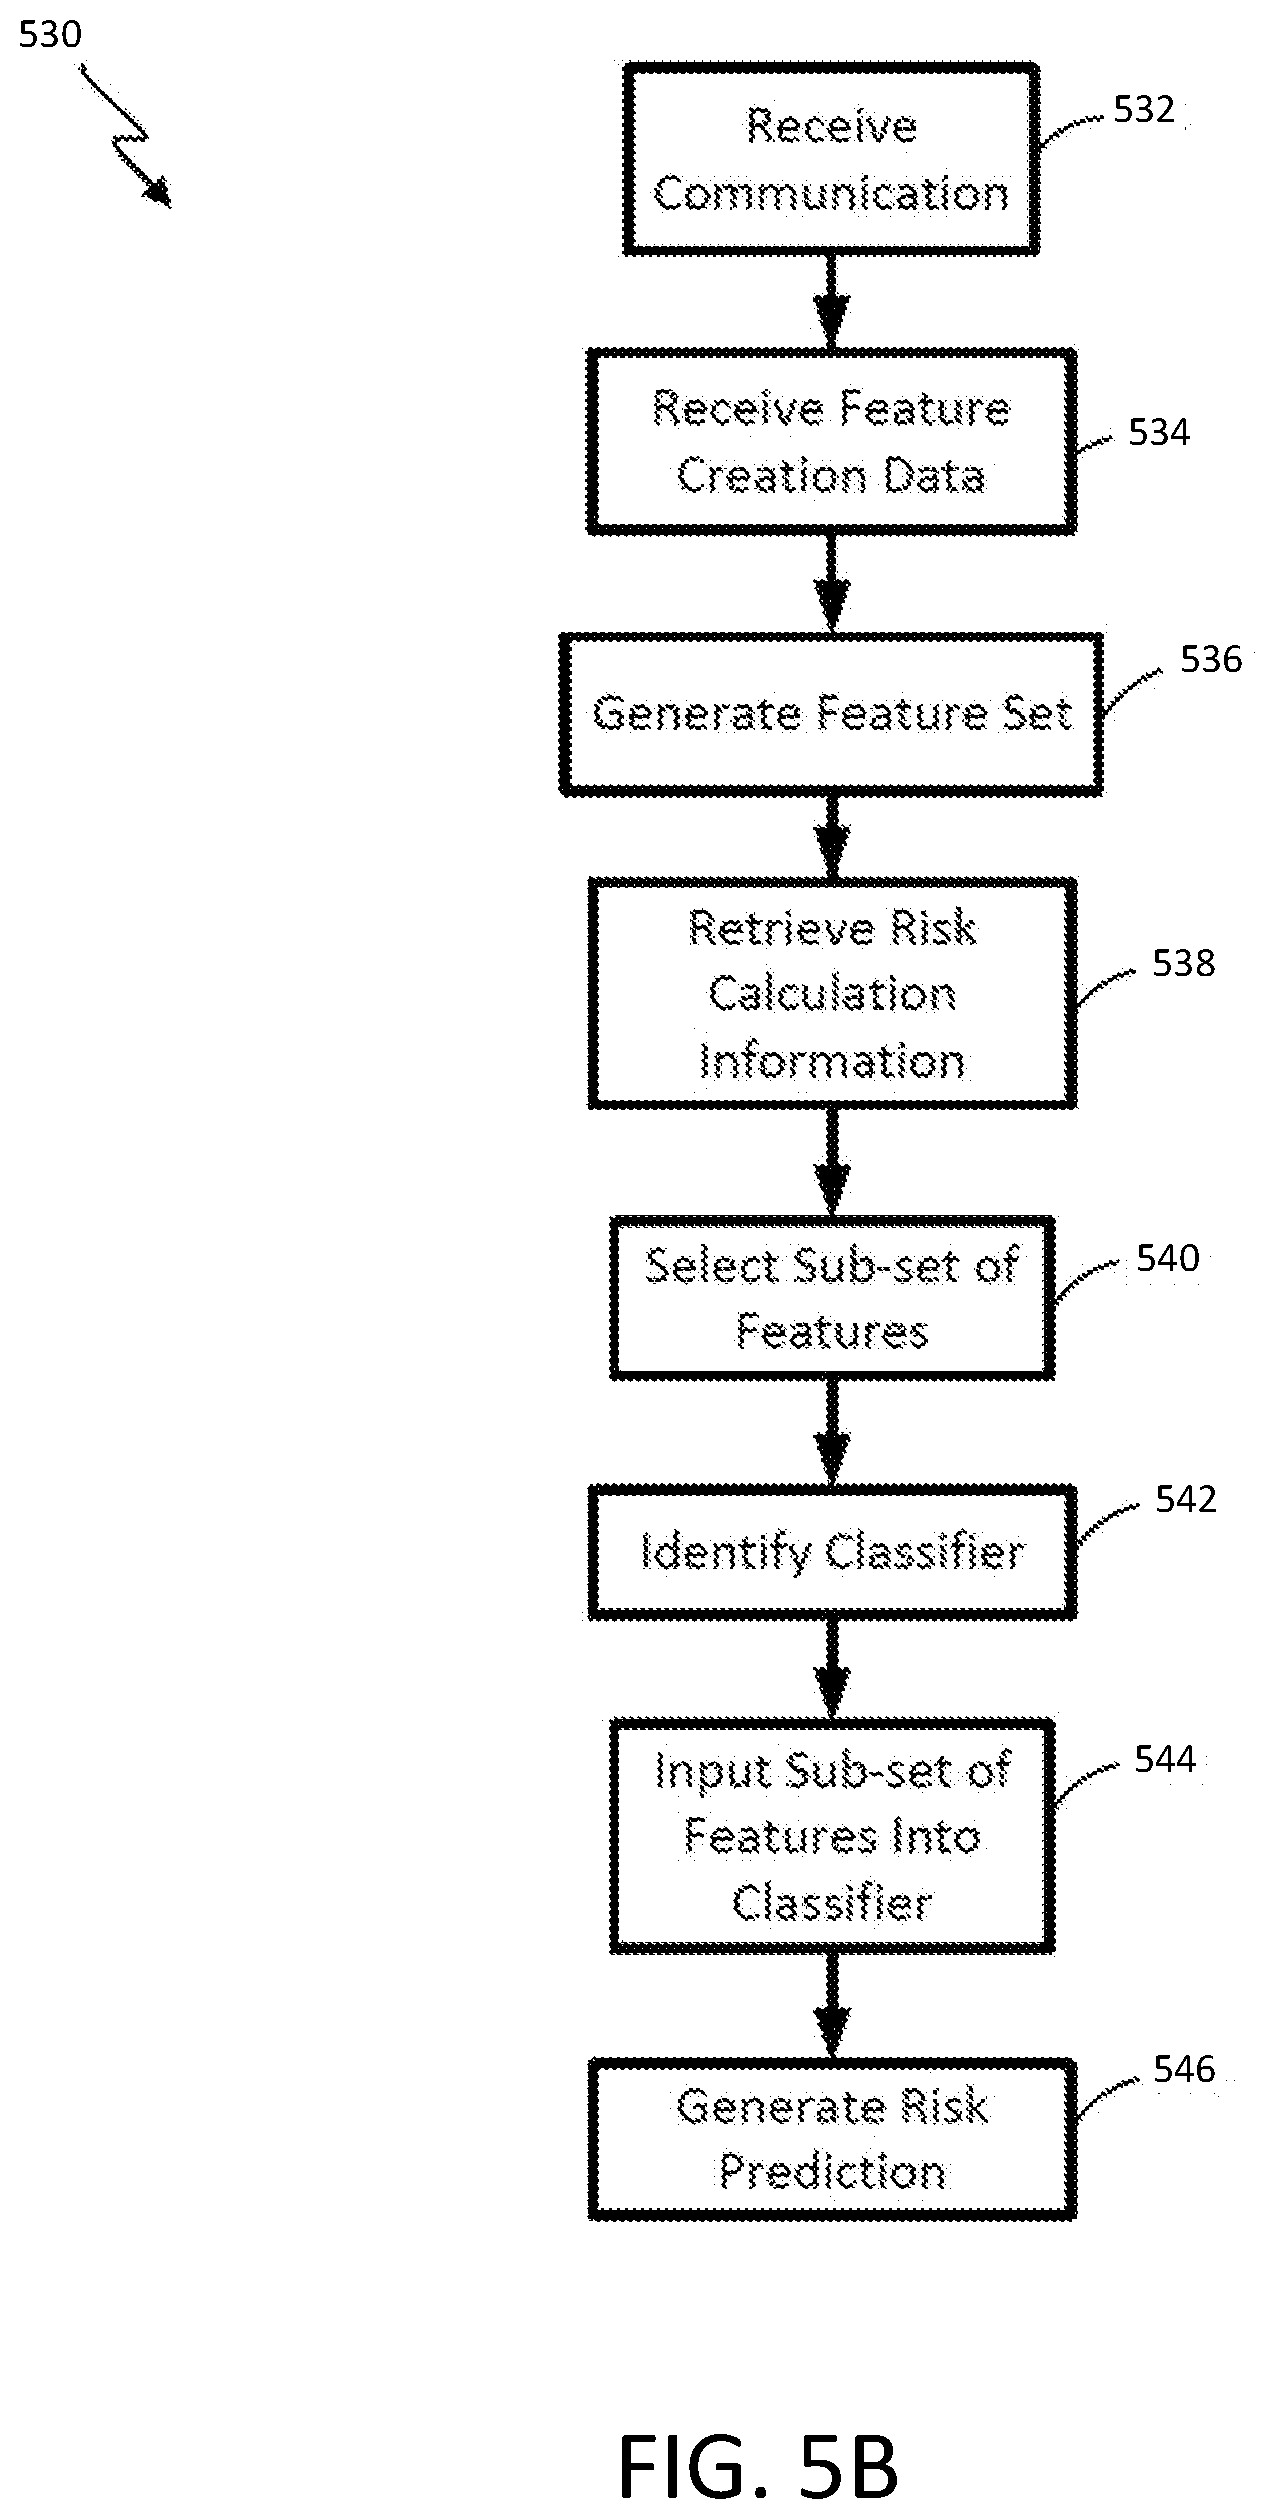 530
Receive
Communication
532
Receive Feature
Creation Data
534
Generate Feature Set
536
Retrieve Risk
Calculation
Information
538
Select Sub-set of
Features
540
Identify Classifier
542
Input Sub-set of
Features Into
Classifier
544
Generate Risk
Prediction
546
FIG. 5B